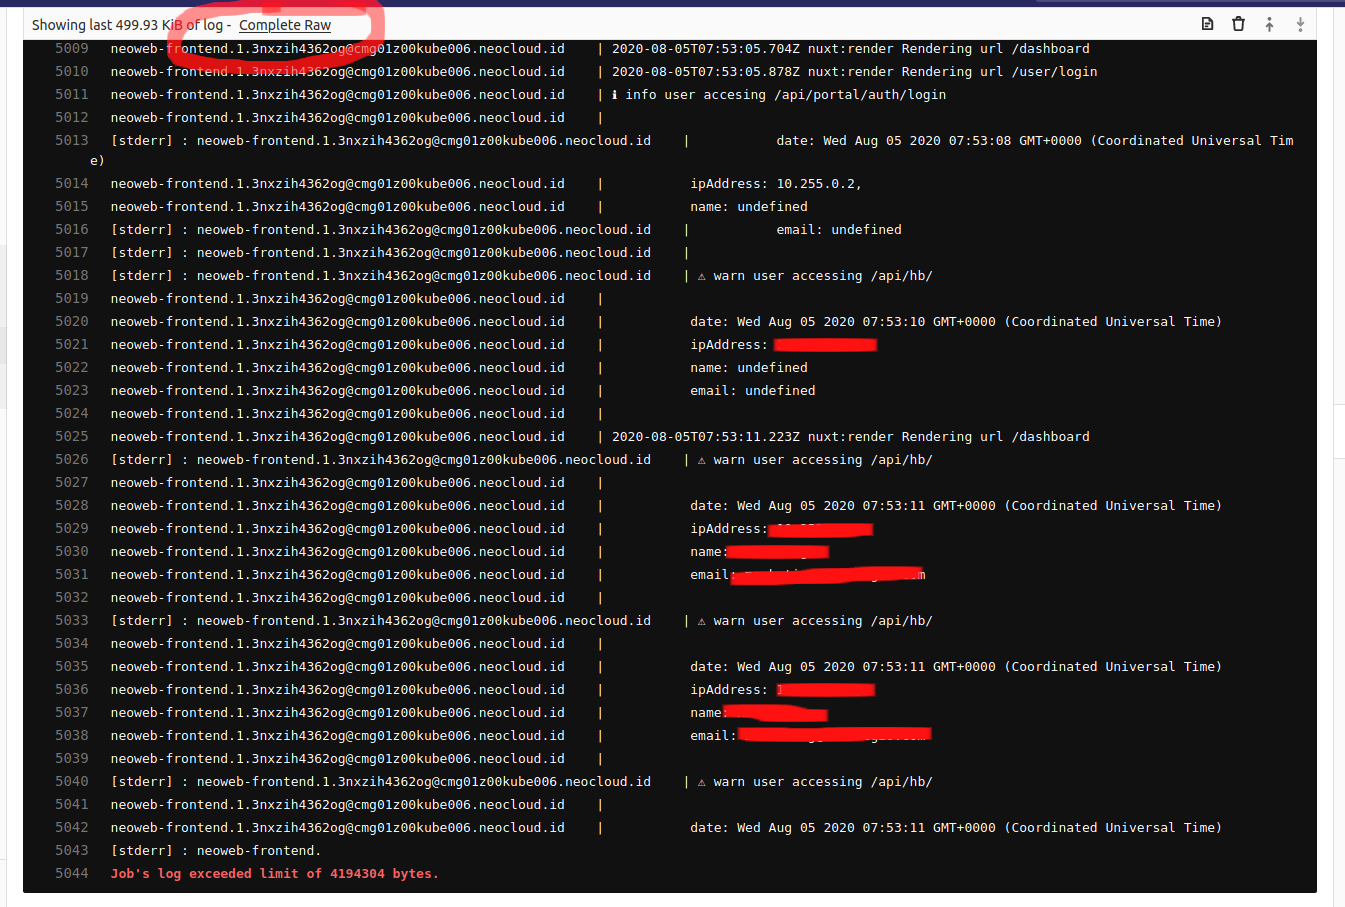 Showing last 499.93 KiB of log - Complete Raw
5009 neoweb-frontend.1.3nxzih4362og@cmg01z00kube006.neocloud.id | 2020-08-05T07:53:05.704Z nuxt:render Rendering url /dashboard
5010 neoweb-frontend.1.3nxzih4362og@cmg01z00kube006.neocloud.id | 2020-08-05T07:53:05.878Z nuxt:render Rendering url /user/login
5011 neoweb-frontend.1.3nxzih4362og@cmg01z00kube006.neocloud.id | ℹ info user accesing /api/portal/auth/login
5012 neoweb-frontend.1.3nxzih4362og@cmg01z00kube006.neocloud.id |
5013 [stderr] : neoweb-frontend.1.3nxzih4362og@cmg01z00kube006.neocloud.id | date: Wed Aug 05 2020 07:53:08 GMT+0000 (Coordinated Universal Tim
e)
5014 neoweb-frontend.1.3nxzih4362og@cmg01z00kube006.neocloud.id | ipAddress: 10.255.0.2,
5015 neoweb-frontend.1.3nxzih4362og@cmg01z00kube006.neocloud.id | name: undefined
5016 [stderr] : neoweb-frontend.1.3nxzih4362og@cmg01z00kube006.neocloud.id | email: undefined
5017 [stderr] : neoweb-frontend.1.3nxzih4362og@cmg01z00kube006.neocloud.id |
5018 [stderr] : neoweb-frontend.1.3nxzih4362og@cmg01z00kube006.neocloud.id | ⚠ warn user accessing /api/hb/
5019 neoweb-frontend.1.3nxzih4362og@cmg01z00kube006.neocloud.id |
5020 neoweb-frontend.1.3nxzih4362og@cmg01z00kube006.neocloud.id | date: Wed Aug 05 2020 07:53:10 GMT+0000 (Coordinated Universal Time)
5021 neoweb-frontend.1.3nxzih4362og@cmg01z00kube006.neocloud.id | ipAddress:
5022 neoweb-frontend.1.3nxzih4362og@cmg01z00kube006.neocloud.id | name: undefined
5023 neoweb-frontend.1.3nxzih4362og@cmg01z00kube006.neocloud.id | email: undefined
5024 neoweb-frontend.1.3nxzih4362og@cmg01z00kube006.neocloud.id |
5025 neoweb-frontend.1.3nxzih4362og@cmg01z00kube006.neocloud.id | 2020-08-05T07:53:11.223Z nuxt:render Rendering url /dashboard
5026 [stderr] : neoweb-frontend.1.3nxzih4362og@cmg01z00kube006.neocloud.id | ⚠ warn user accessing /api/hb/
5027 neoweb-frontend.1.3nxzih4362og@cmg01z00kube006.neocloud.id |
5028 neoweb-frontend.1.3nxzih4362og@cmg01z00kube006.neocloud.id | date: Wed Aug 05 2020 07:53:11 GMT+0000 (Coordinated Universal Time)
5029 neoweb-frontend.1.3nxzih4362og@cmg01z00kube006.neocloud.id | ipAddress:
5030 neoweb-frontend.1.3nxzih4362og@cmg01z00kube006.neocloud.id | name:
5031 neoweb-frontend.1.3nxzih4362og@cmg01z00kube006.neocloud.id | email:
5032 neoweb-frontend.1.3nxzih4362og@cmg01z00kube006.neocloud.id |
5033 [stderr] : neoweb-frontend.1.3nxzih4362og@cmg01z00kube006.neocloud.id | ⚠ warn user accessing /api/hb/
5034 neoweb-frontend.1.3nxzih4362og@cmg01z00kube006.neocloud.id |
5035 neoweb-frontend.1.3nxzih4362og@cmg01z00kube006.neocloud.id | date: Wed Aug 05 2020 07:53:11 GMT+0000 (Coordinated Universal Time)
5036 neoweb-frontend.1.3nxzih4362og@cmg01z00kube006.neocloud.id | ipAddress:
5037 neoweb-frontend.1.3nxzih4362og@cmg01z00kube006.neocloud.id | name:
5038 neoweb-frontend.1.3nxzih4362og@cmg01z00kube006.neocloud.id | email:
5039 neoweb-frontend.1.3nxzih4362og@cmg01z00kube006.neocloud.id |
5040 [stderr] : neoweb-frontend.1.3nxzih4362og@cmg01z00kube006.neocloud.id | ⚠ warn user accessing /api/hb/
5041 neoweb-frontend.1.3nxzih4362og@cmg01z00kube006.neocloud.id |
5042 neoweb-frontend.1.3nxzih4362og@cmg01z00kube006.neocloud.id | date: Wed Aug 05 2020 07:53:11 GMT+0000 (Coordinated Universal Time)
5043 [stderr] : neoweb-frontend.
5044 Job's log exceeded limit of 4194304 bytes.